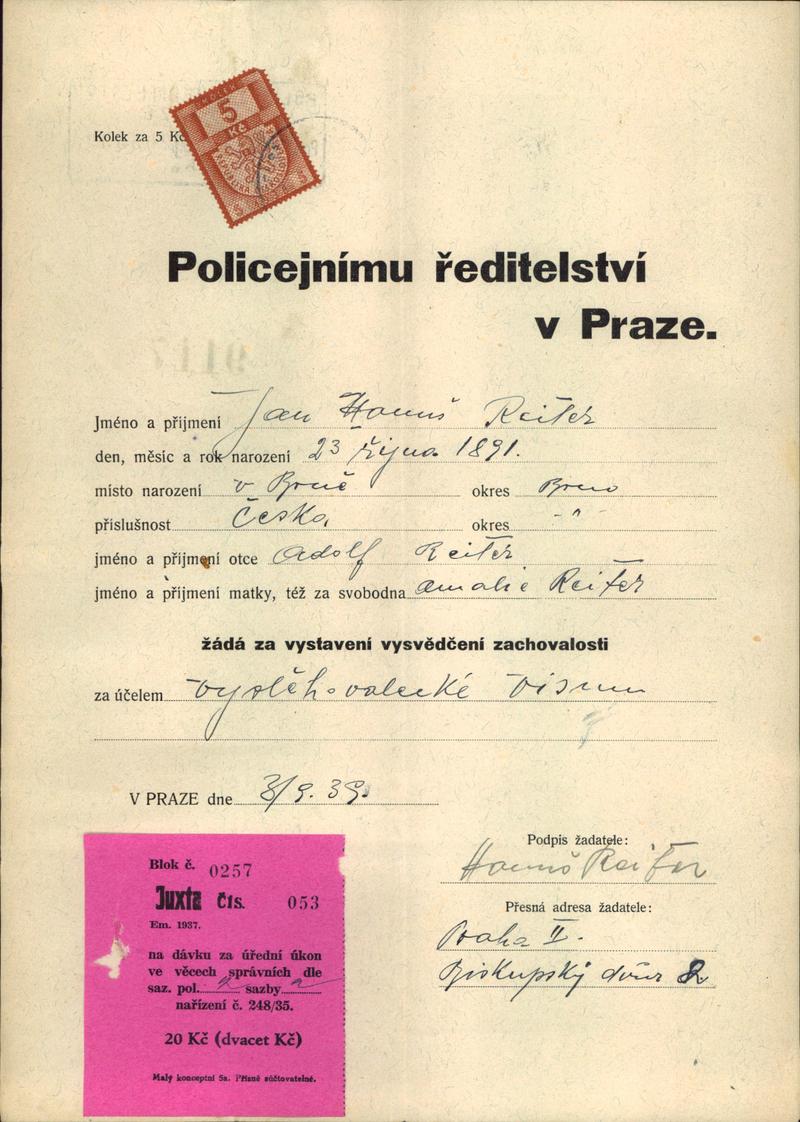 Kolek za 5 Kč
5
Kč
Policejnímu ředitelství
v Praze.
Jméno a příjmení Jan Hanuš Reiter
den, měsíc a rok narození 23 října 1891.
místo narození v Brně okres Brno
příslušnost Česká okres -"-
jméno a příjmení otce Adolf Reiter
jméno a příjmení matky, též za svobodna Amalie Reiter
žádá za vystavení vysvědčení zachovalosti
za účelem vystěhovalecké visum
V PRAZE dne 3/9. 39.
Podpis žadatele:
Hanuš Reiter
Přesná adresa žadatele:
Praha II.
Biskupský dvůr 8
Blok č. 0257
Juxta čís. 053
Em. 1937.
na dávku za úřední úkon
ve věcech správních dle
saz. pol. 2 sazby a
nařízení č. 248/35.
20 Kč (dvacet Kč)
Malý konceptní 5a. Přísně súčtovatelné.